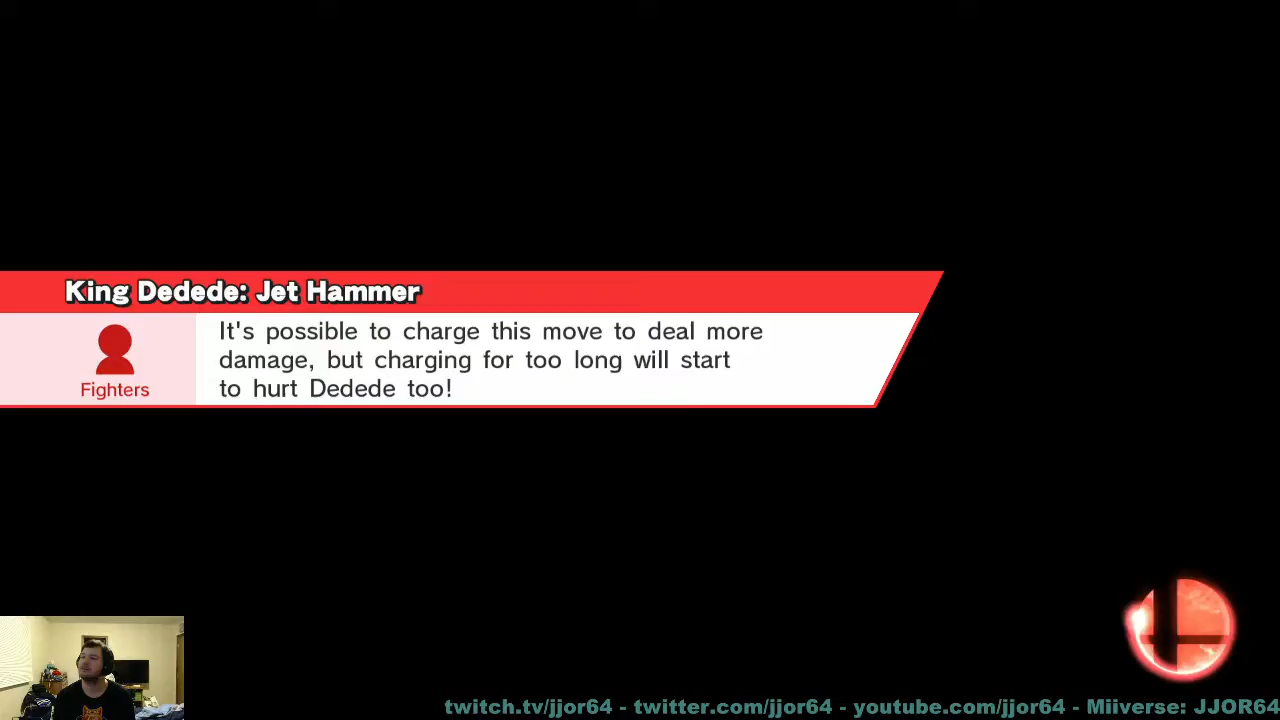 King Dedede: Jet Hammer
It's possible to charge this move to deal more
damage, but charging for too long will start
to hurt Dedede too!
Fighters
twitch.tv/jjor64 - twitter.com/jjor64 - youtube.com/jjor64 - Miiverse: JJOR64